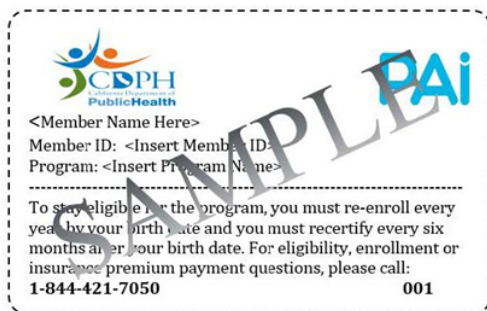 CDPH
California Department of
PublicHealth
PAi
<Member Name Here>
Member ID: <Insert Member ID>
Program: <Insert Program Name>
To stay eligible for the program, you must re-enroll every
year by your birth date and you must recertify every six
months after your birth date. For eligibility, enrollment or
insurance premium payment questions, please call:
1-844-421-7050 001
SAMPLE